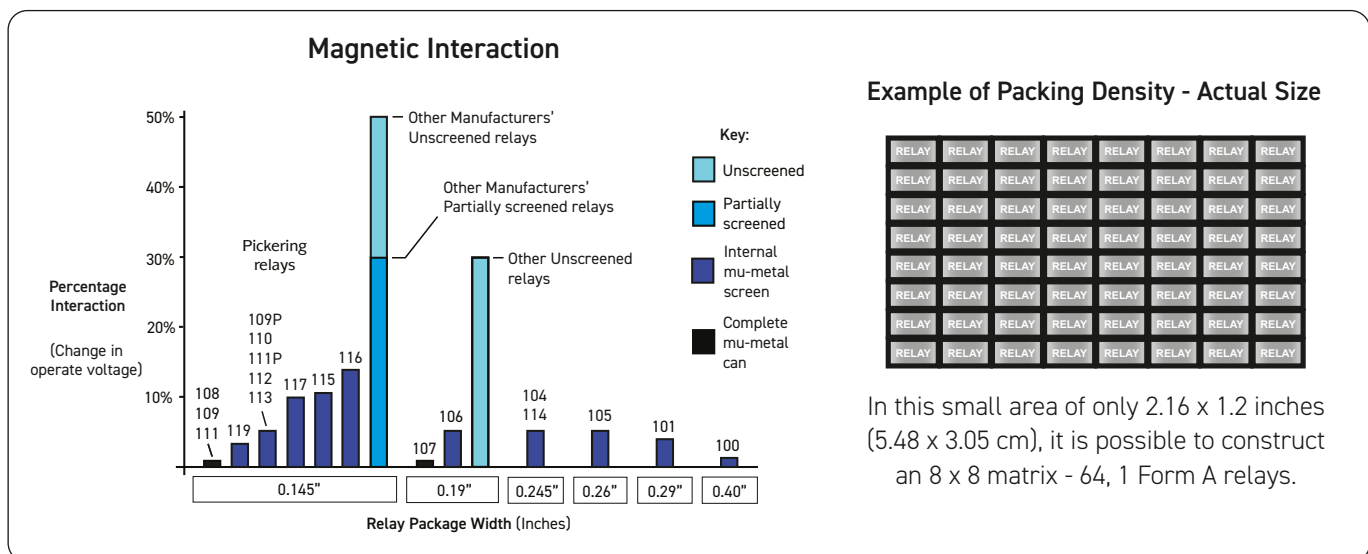 Magnetic Interaction
50%
40%
30%
20%
10%
Percentage
Interaction
(Change in
operate voltage)
Pickering
relays
108
109
111
119
109P
110
111P
112
113
117
115
116
Other Manufacturers'
Unscreened relays
Other Manufacturers'
Partially screened relays
Other Unscreened
relays
107
106
104
114
105
101
100
0.145"
0.19"
0.245"
0.26"
0.29"
0.40"
Relay Package Width (Inches)
Key:
Unscreened
Partially
screened
Internal
mu-metal
screen
Complete
mu-metal
can
Example of Packing Density - Actual Size
RELAY RELAY RELAY RELAY RELAY RELAY RELAY RELAY
RELAY RELAY RELAY RELAY RELAY RELAY RELAY RELAY
RELAY RELAY RELAY RELAY RELAY RELAY RELAY RELAY
RELAY RELAY RELAY RELAY RELAY RELAY RELAY RELAY
RELAY RELAY RELAY RELAY RELAY RELAY RELAY RELAY
RELAY RELAY RELAY RELAY RELAY RELAY RELAY RELAY
RELAY RELAY RELAY RELAY RELAY RELAY RELAY RELAY
RELAY RELAY RELAY RELAY RELAY RELAY RELAY RELAY
In this small area of only 2.16 x 1.2 inches
(5.48 x 3.05 cm), it is possible to construct
an 8 x 8 matrix - 64, 1 Form A relays.